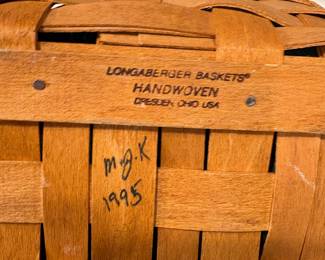 LONGABERGER BASKETS®
HANDWOVEN
DRESDEN, OHIO USA
M.J.K
1995